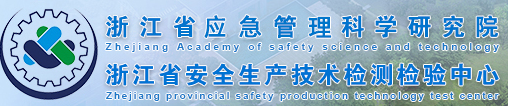 浙江省应急管理科学研究院
Zhejiang Academy of safety science and technology
浙江省安全生产技术检测检验中心
Zhejiang provincial safety production technology test center